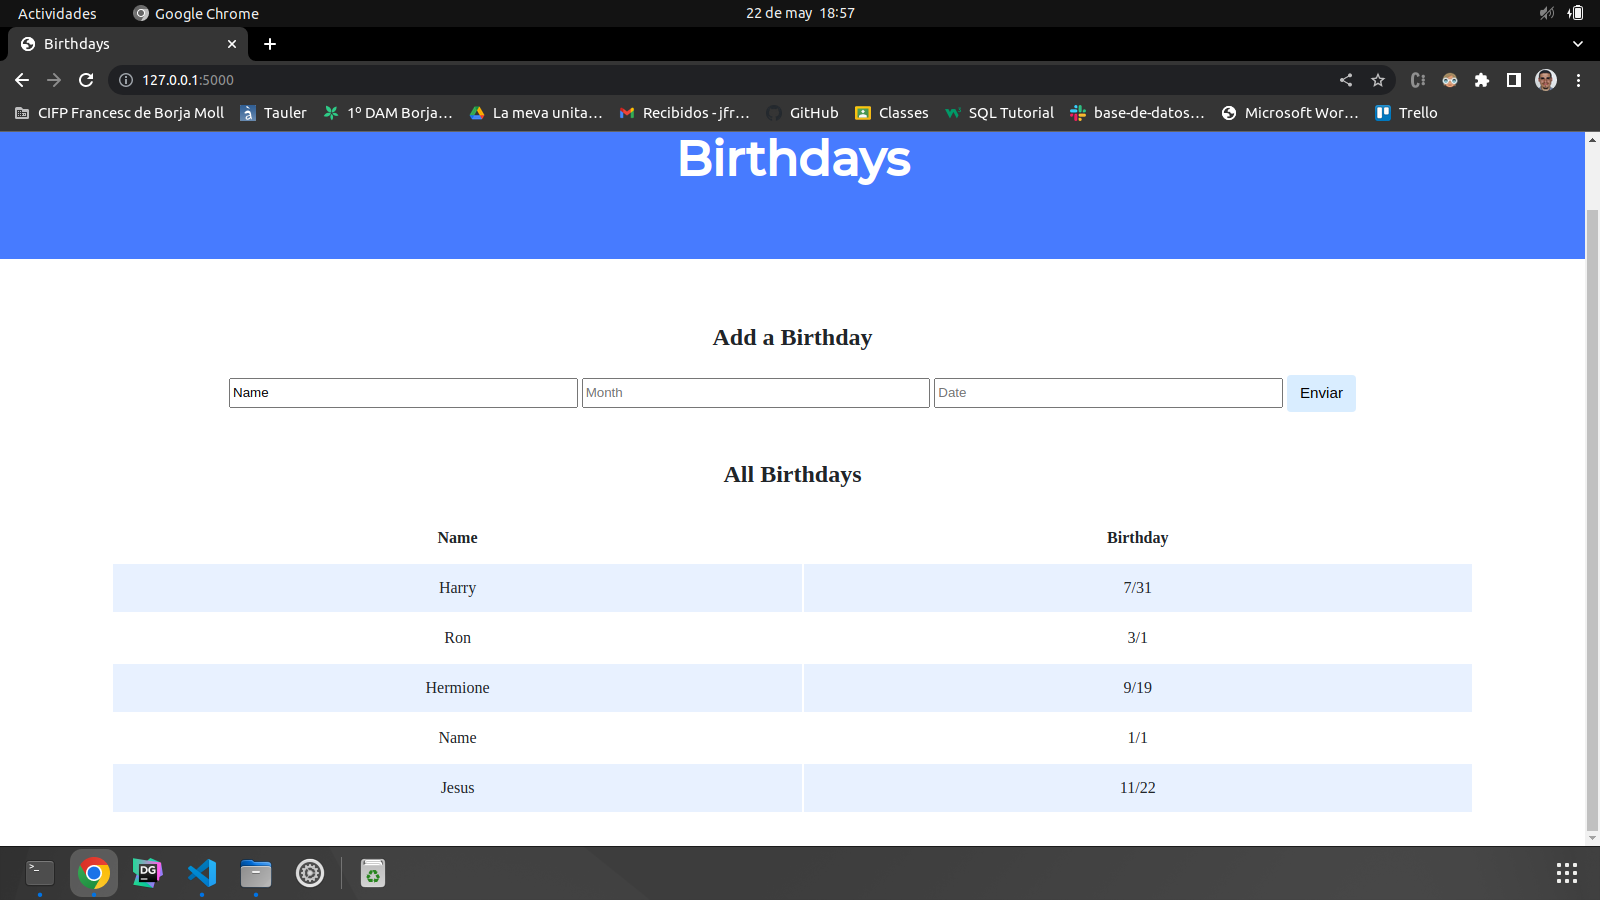 Actividades Google Chrome 22 de may 18:57
Birthdays
127.0.0.1:5000
CIFP Francesc de Borja Moll Tauler 1º DAM Borja... La meva unita... Recibidos - jfr... GitHub Classes SQL Tutorial base-de-datos... Microsoft Wor... Trello
Birthdays
Add a Birthday
Name Month Date Enviar
All Birthdays
Name Birthday
Harry 7/31
Ron 3/1
Hermione 9/19
Name 1/1
Jesus 11/22
DG